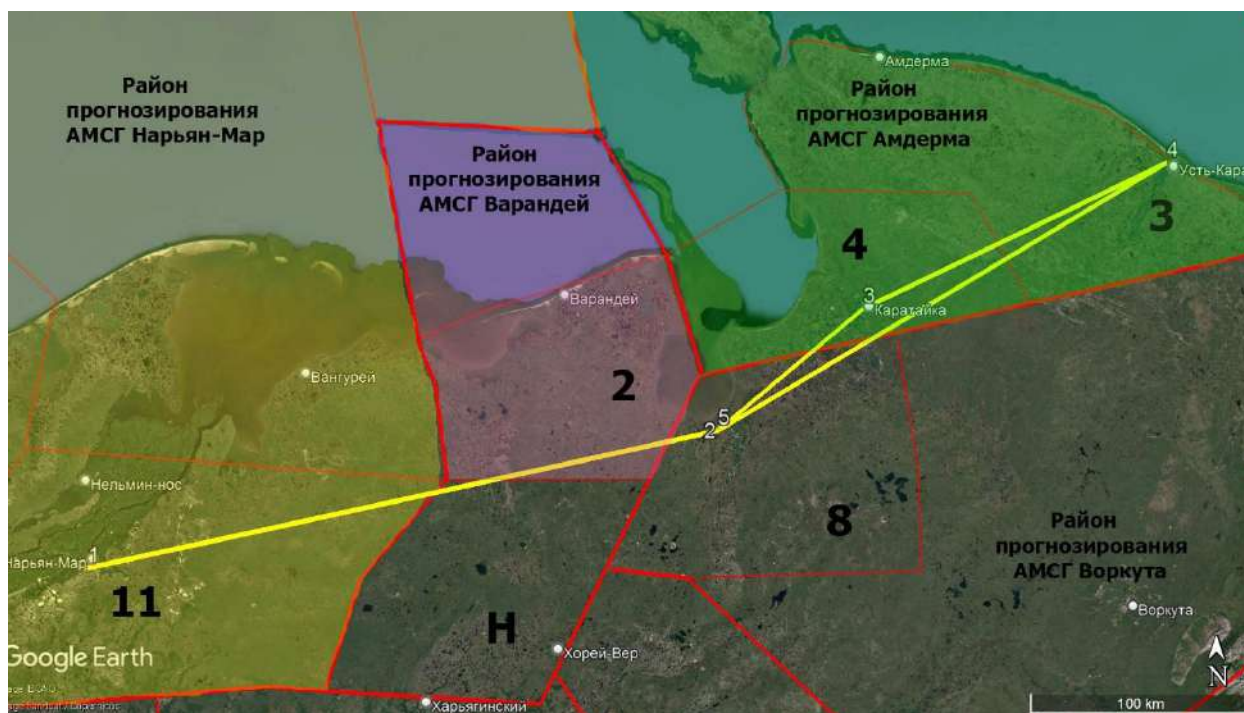 Амдерма
Район
прогнозирования
АМСГ Нарьян-Мар
Район
прогнозирования
АМСГ Амдерма
Район
прогнозирования
АМСГ Варандей
4
Усть-Кара
3
4
Варандей
3
Каратайка
Вангурей
2
5
2
Нельмин-нос
8
Район
прогнозирования
АМСГ Воркута
Нарьян-Мар
1
11
Воркута
Н
Хорей-Вер
Google Earth
N
Харьягинский
100 km